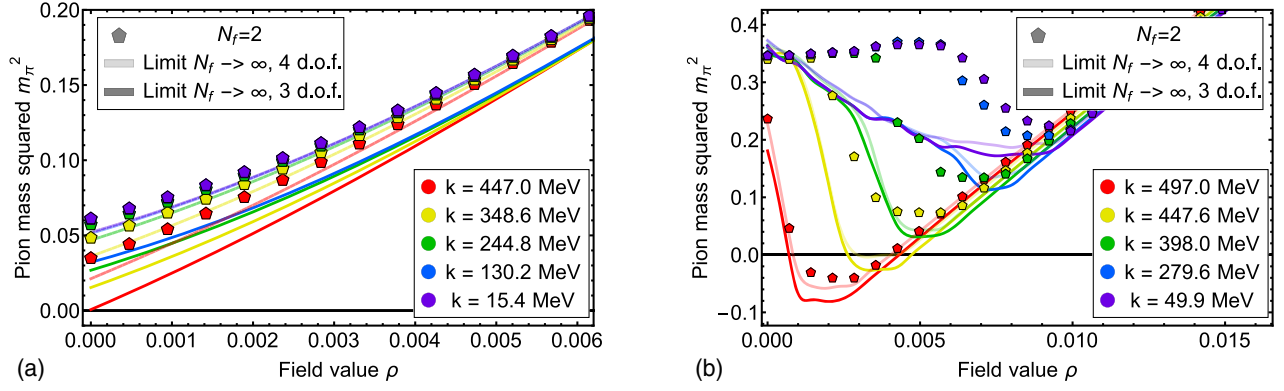 0.20
0.15
0.10
0.05
0.00
Pion mass squared mπ²
N_f=2
Limit N_f -> ∞, 4 d.o.f.
Limit N_f -> ∞, 3 d.o.f.
k = 447.0 MeV
k = 348.6 MeV
k = 244.8 MeV
k = 130.2 MeV
k = 15.4 MeV
0.000 0.001 0.002 0.003 0.004 0.005 0.006
(a) Field value ρ
0.4
0.3
0.2
0.1
0.0
-0.1
Pion mass squared mπ²
N_f=2
Limit N_f -> ∞, 4 d.o.f.
Limit N_f -> ∞, 3 d.o.f.
k = 497.0 MeV
k = 447.6 MeV
k = 398.0 MeV
k = 279.6 MeV
k = 49.9 MeV
0.000 0.005 0.010 0.015
(b) Field value ρ